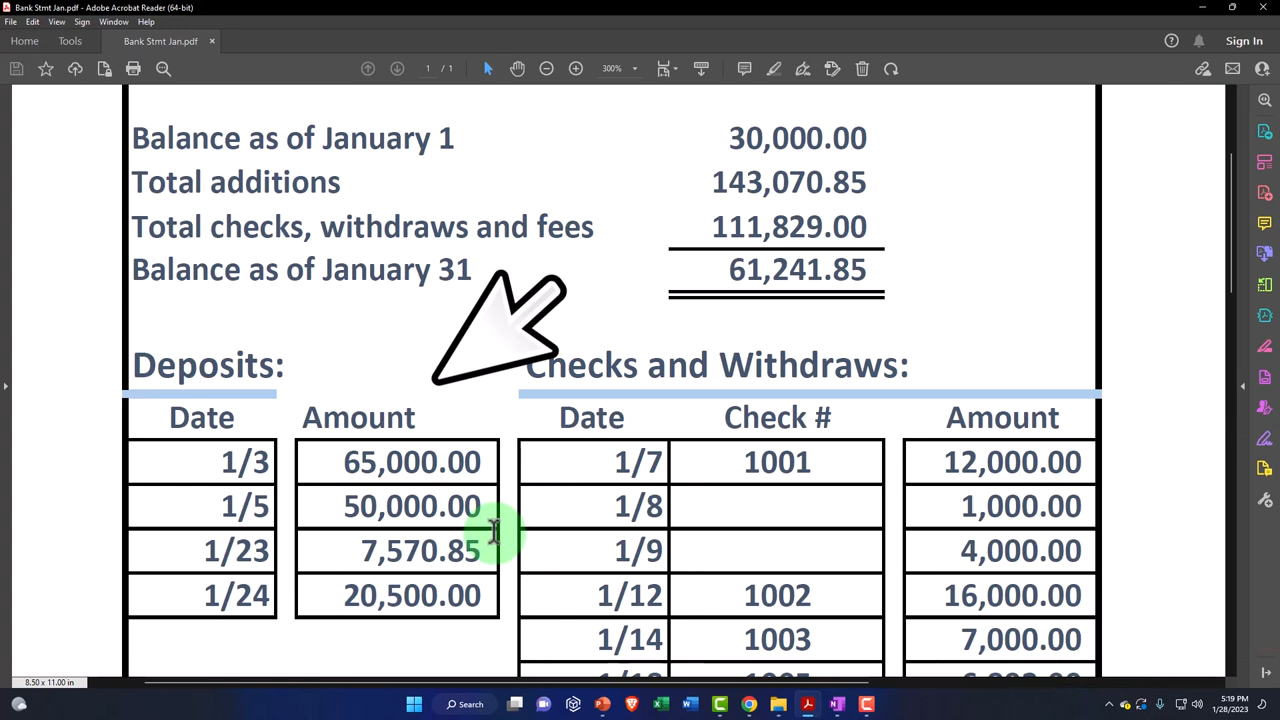 Bank Stmt Jan.pdf - Adobe Acrobat Reader (64-bit)
File Edit View Sign Window Help
Home Tools Bank Stmt Jan.pdf × Sign In
1 / 1 300%
Balance as of January 1 30,000.00
Total additions 143,070.85
Total checks, withdraws and fees 111,829.00
Balance as of January 31 61,241.85
Deposits: Checks and Withdraws:
Date Amount Date Check # Amount
1/3 65,000.00 1/7 1001 12,000.00
1/5 50,000.00 1/8 1,000.00
1/23 7,570.85 1/9 4,000.00
1/24 20,500.00 1/12 1002 16,000.00
1/14 1003 7,000.00
8.50 x 11.00 in
Search
5:19 PM
1/28/2023